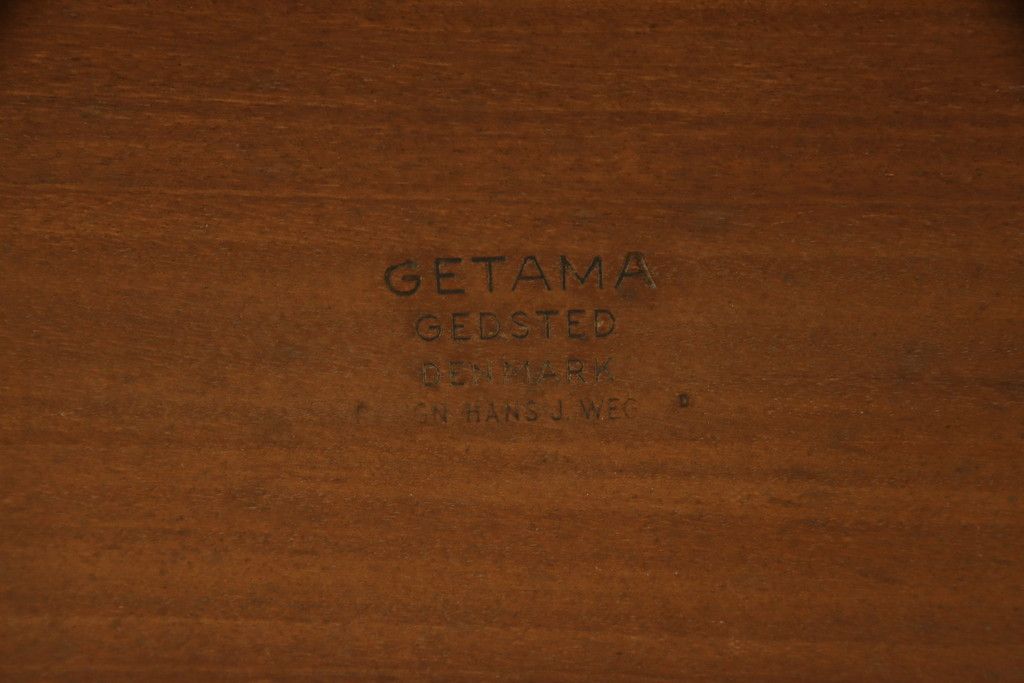 GETAMA
GEDSTED
DENMARK
HANS J.